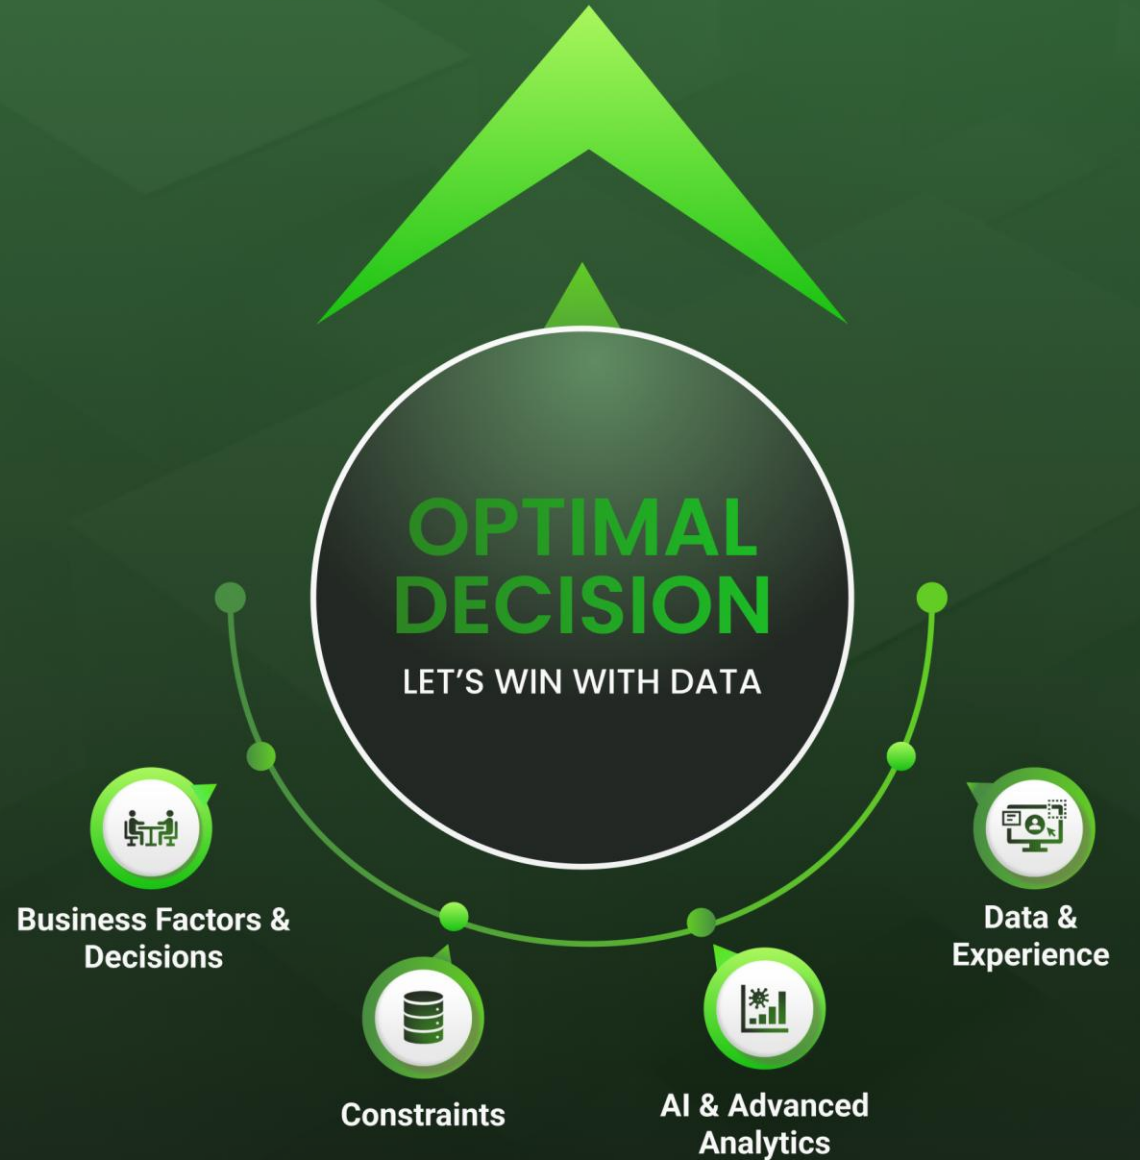 OPTIMAL
DECISION
LET'S WIN WITH DATA
Business Factors &
Decisions
Constraints
AI & Advanced
Analytics
Data &
Experience